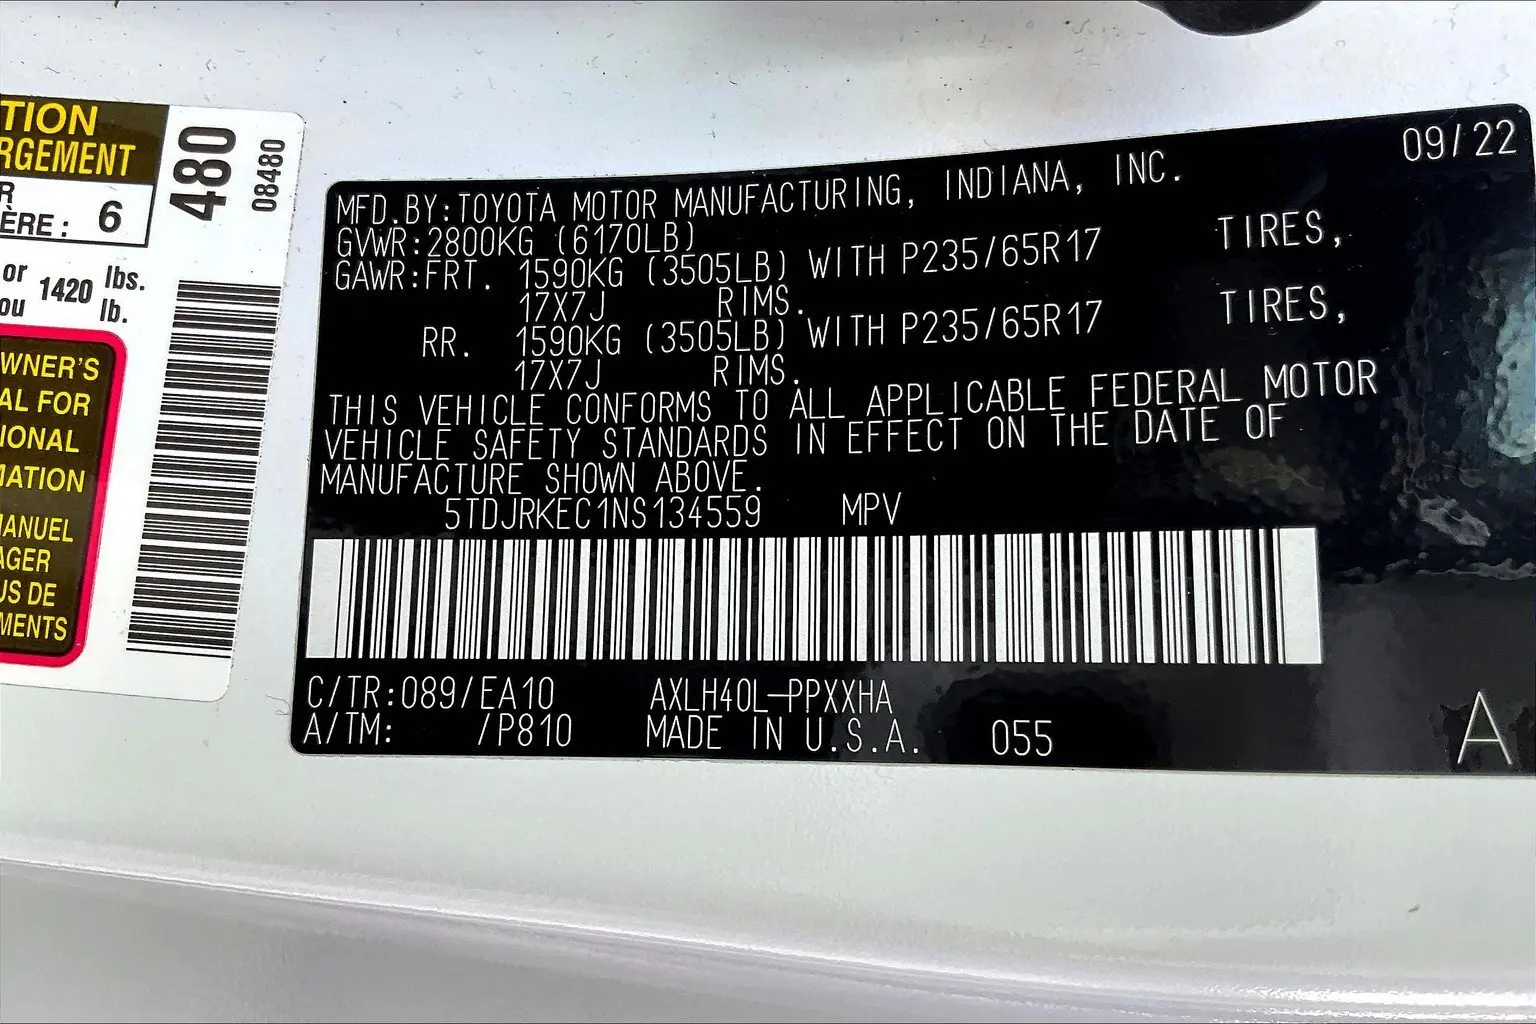 TION
RGEMENT
R
ÈRE : 6
or 1420 lbs.
ou lb.
WNER'S
AL FOR
IONAL
MATION
MANUEL
AGER
US DE
MENTS
480
08480
09/22
MFD.BY:TOYOTA MOTOR MANUFACTURING, INDIANA, INC.
GVWR:2800KG (6170LB)
GAWR:FRT. 1590KG (3505LB) WITH P235/65R17 TIRES,
17X7J RIMS.
RR. 1590KG (3505LB) WITH P235/65R17 TIRES,
17X7J RIMS.
THIS VEHICLE CONFORMS TO ALL APPLICABLE FEDERAL MOTOR
VEHICLE SAFETY STANDARDS IN EFFECT ON THE DATE OF
MANUFACTURE SHOWN ABOVE.
5TDJRKEC1NS134559 MPV
C/TR:089/EA10 AXLH40L-PPXXHA
A/TM: /P810 MADE IN U.S.A. 055
A